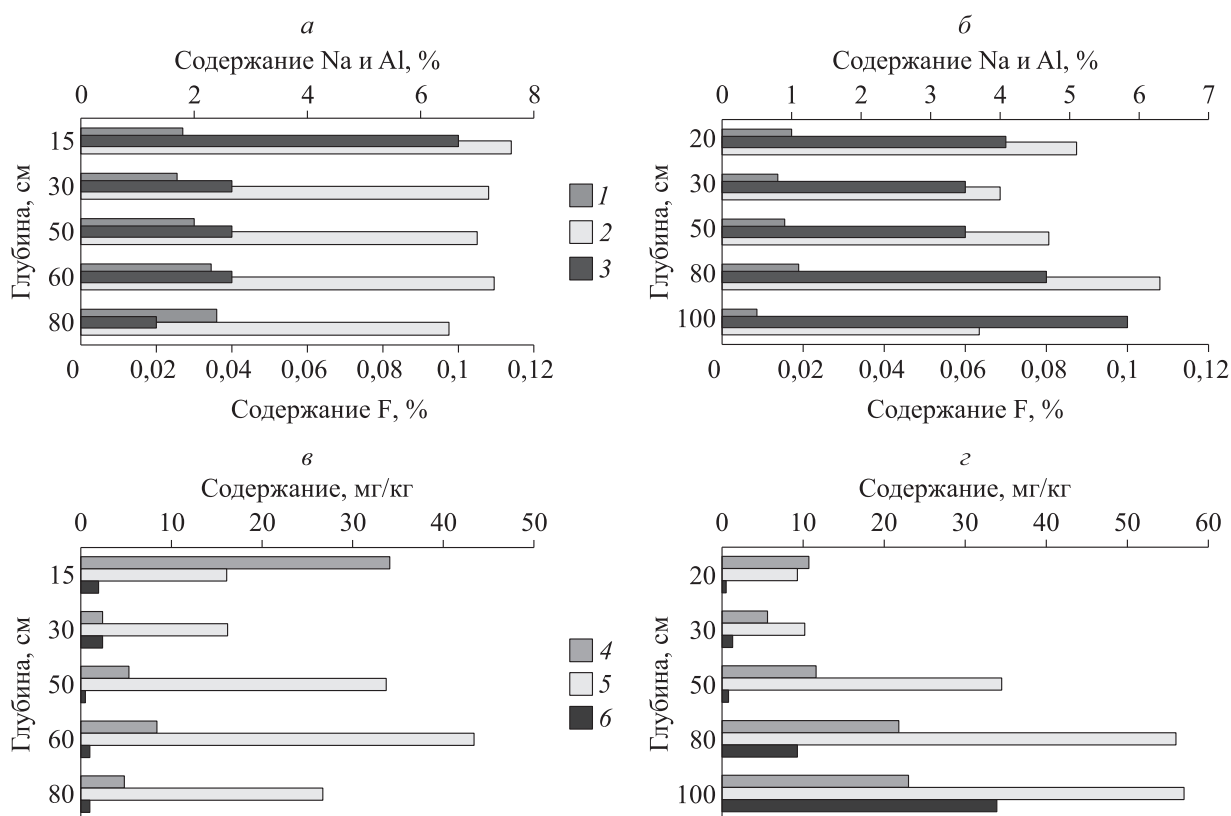 а
Содержание Na и Al, %
0 2 4 6 8
Глубина, см
15
30
50
60
80
0 0,02 0,04 0,06 0,08 0,1 0,12
Содержание F, %
1
2
3
б
Содержание Na и Al, %
0 1 2 3 4 5 6 7
Глубина, см
20
30
50
80
100
0 0,02 0,04 0,06 0,08 0,1 0,12
Содержание F, %
в
Содержание, мг/кг
0 10 20 30 40 50
Глубина, см
15
30
50
60
80
4
5
6
г
Содержание, мг/кг
0 10 20 30 40 50 60
Глубина, см
20
30
50
80
100